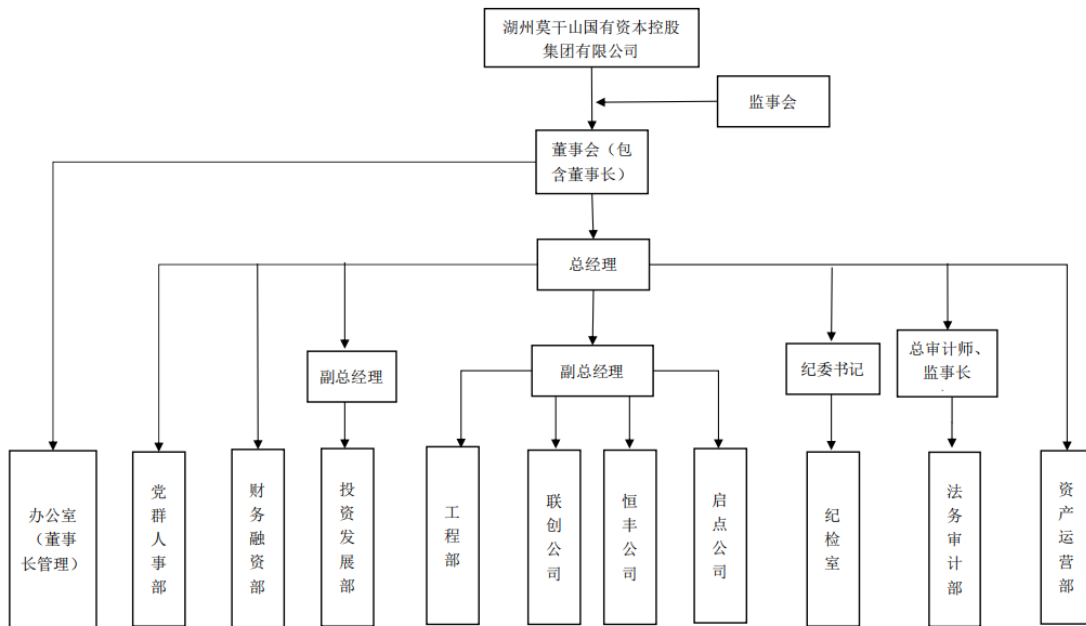 湖州莫干山国有资本控股
集团有限公司
监事会
董事会（包
含董事长）
总经理
副总经理
副总经理
纪委书记
总审计师、
监事长
办公室
（董事
长管理）
党群人事部
财务融资部
投资发展部
工程部
联创公司
恒丰公司
启点公司
纪检室
法务审计部
资产运营部